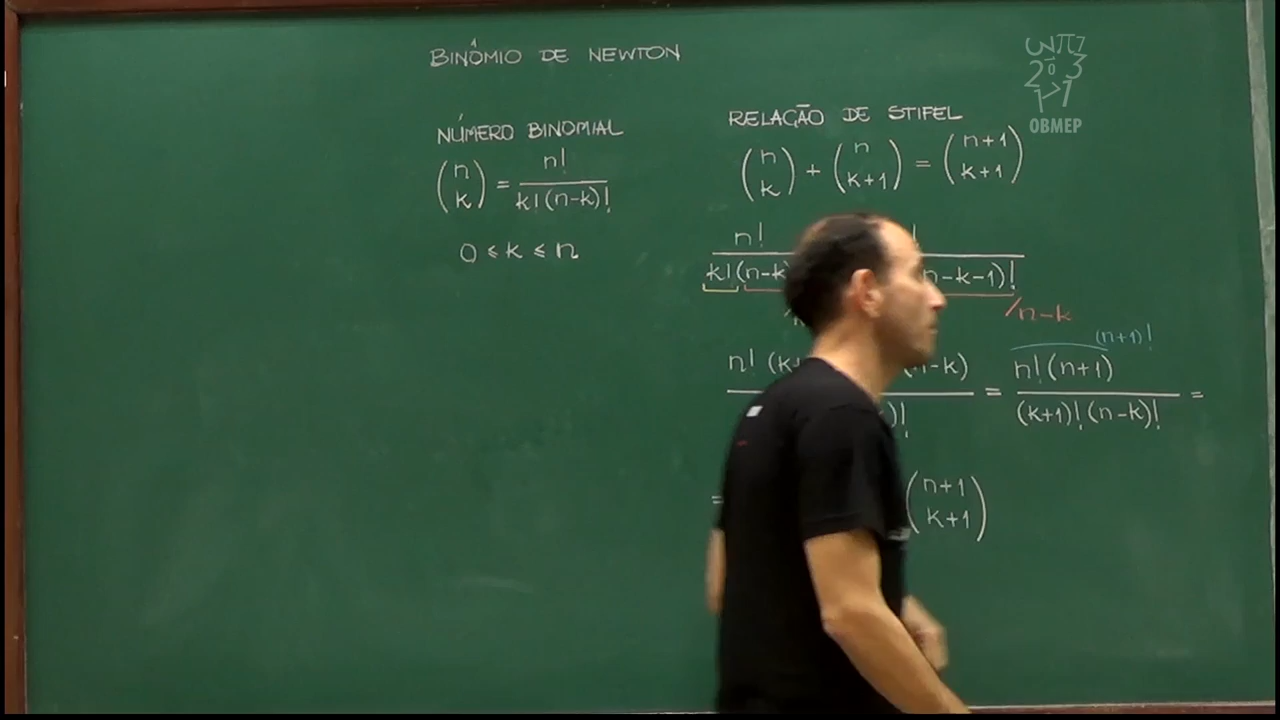 BINÔMIO DE NEWTON
NÚMERO BINOMIAL
(n k) = n! / k!(n-k)!
0 ≤ k ≤ n
RELAÇÃO DE STIFEL
(n k) + (n k+1) = (n+1 k+1)
n! !
k!(n-k n-k-1)!
/n-k
n! (k+ (n-k) = n!(n+1) (n+1)!
)! (k+1)!(n-k)! =
= (n+1 k+1)
OBMEP